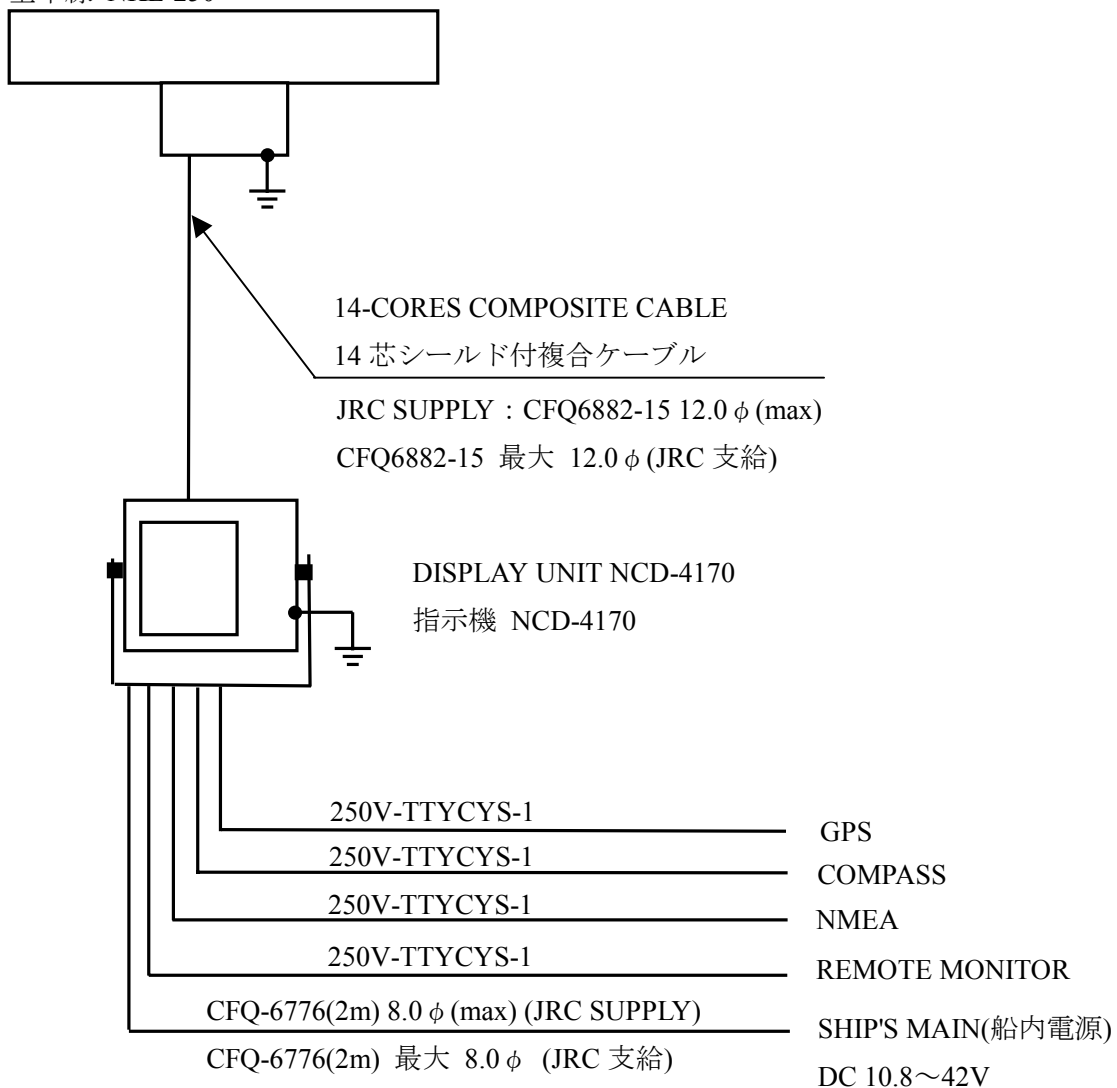 14-CORES COMPOSITE CABLE
14 芯シールド付複合ケーブル
JRC SUPPLY：CFQ6882-15 12.0φ(max)
CFQ6882-15 最大 12.0φ(JRC 支給)
DISPLAY UNIT NCD-4170
指示機 NCD-4170
250V-TTYCYS-1
GPS
250V-TTYCYS-1
COMPASS
250V-TTYCYS-1
NMEA
250V-TTYCYS-1
REMOTE MONITOR
CFQ-6776(2m) 8.0φ(max) (JRC SUPPLY)
SHIP'S MAIN(船内電源)
CFQ-6776(2m) 最大 8.0φ (JRC 支給)
DC 10.8～42V